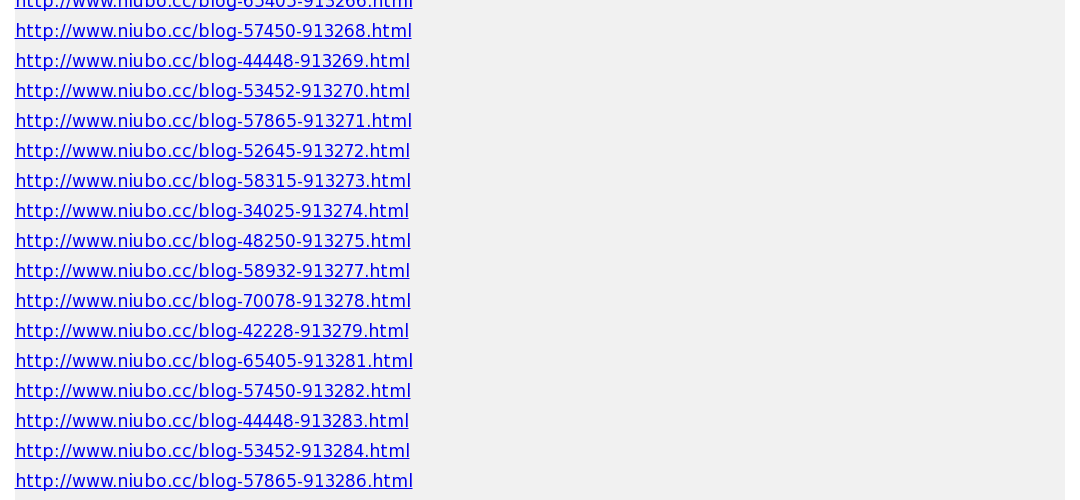 http://www.niubo.cc/blog-65405-913266.html
http://www.niubo.cc/blog-57450-913268.html
http://www.niubo.cc/blog-44448-913269.html
http://www.niubo.cc/blog-53452-913270.html
http://www.niubo.cc/blog-57865-913271.html
http://www.niubo.cc/blog-52645-913272.html
http://www.niubo.cc/blog-58315-913273.html
http://www.niubo.cc/blog-34025-913274.html
http://www.niubo.cc/blog-48250-913275.html
http://www.niubo.cc/blog-58932-913277.html
http://www.niubo.cc/blog-70078-913278.html
http://www.niubo.cc/blog-42228-913279.html
http://www.niubo.cc/blog-65405-913281.html
http://www.niubo.cc/blog-57450-913282.html
http://www.niubo.cc/blog-44448-913283.html
http://www.niubo.cc/blog-53452-913284.html
http://www.niubo.cc/blog-57865-913286.html